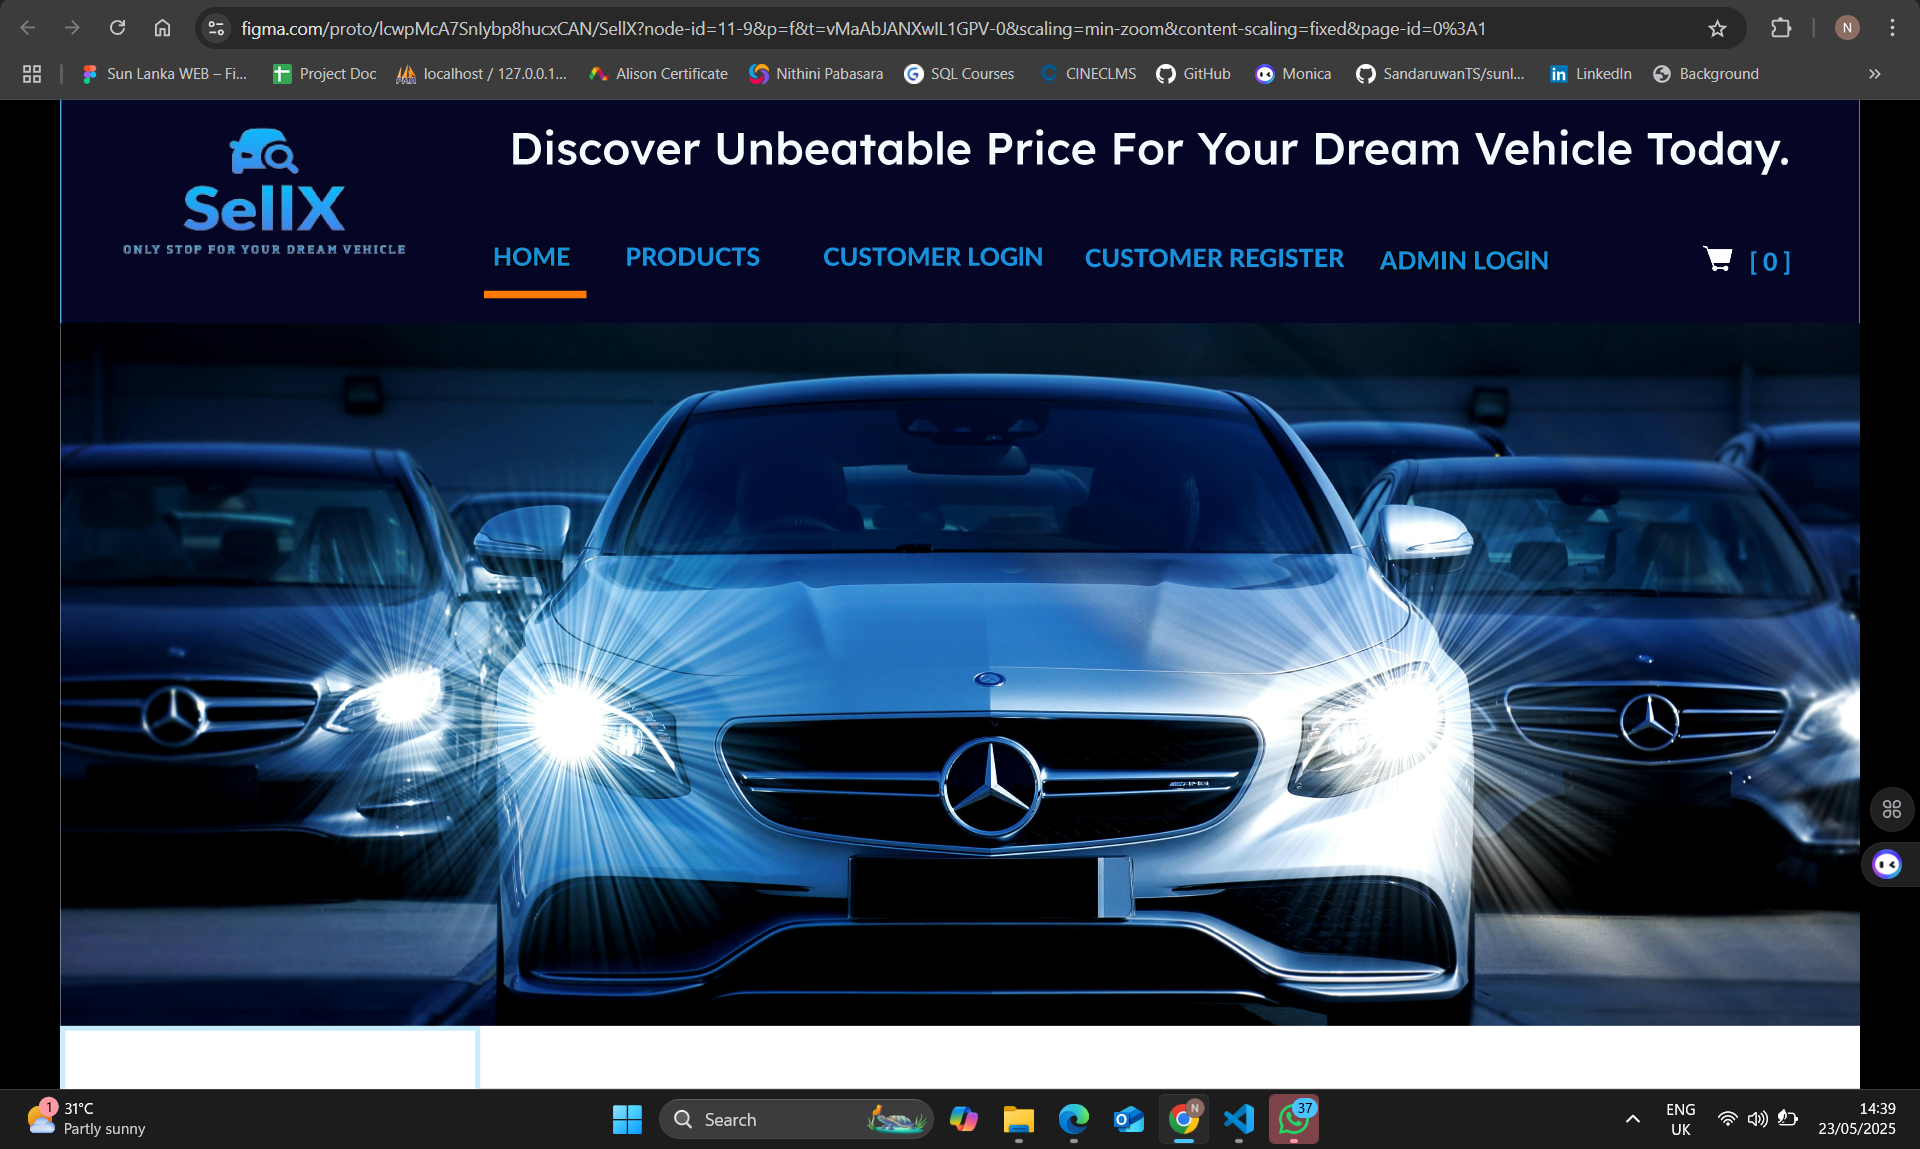 figma.com/proto/lcwpMcA7SnIybp8hucxCAN/SellX?node-id=11-9&p=f&t=vMaAbJANXwIL1GPV-0&scaling=min-zoom&content-scaling=fixed&page-id=0%3A1
N
Sun Lanka WEB – Fi...
Project Doc
localhost / 127.0.0.1...
Alison Certificate
Nithini Pabasara
SQL Courses
CINECLMS
GitHub
Monica
SandaruwanTS/sunl...
LinkedIn
Background
Discover Unbeatable Price For Your Dream Vehicle Today.
SellX
ONLY STOP FOR YOUR DREAM VEHICLE
HOME
PRODUCTS
CUSTOMER LOGIN
CUSTOMER REGISTER
ADMIN LOGIN
[ 0 ]
1
31°C
Partly sunny
Search
N
37
ENG
UK
14:39
23/05/2025